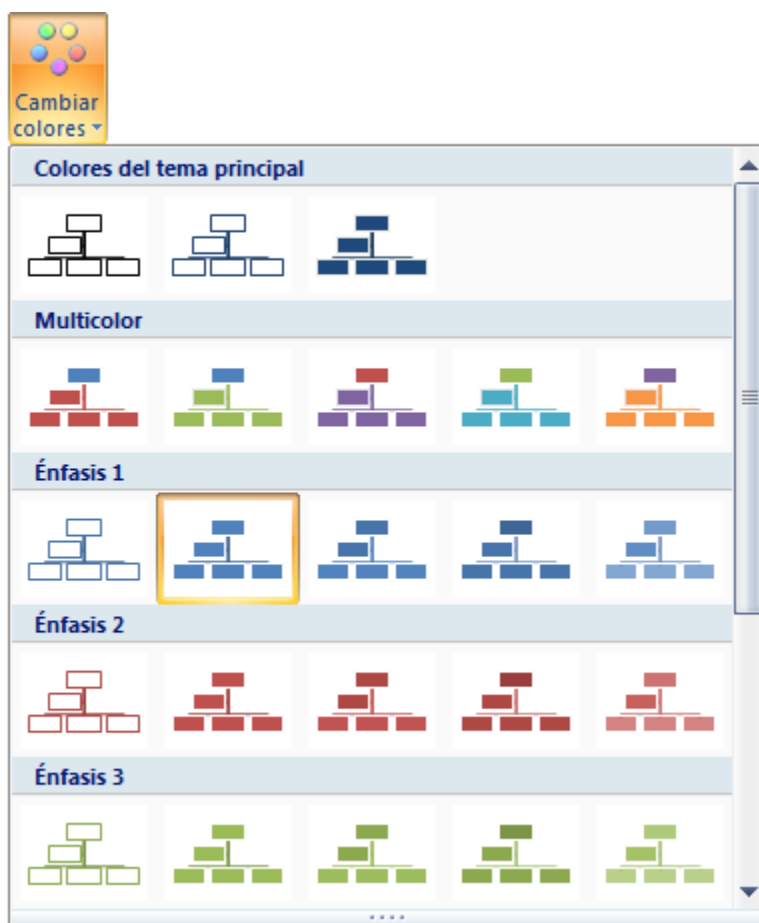 Cambiar
colores
Colores del tema principal
Multicolor
Énfasis 1
Énfasis 2
Énfasis 3